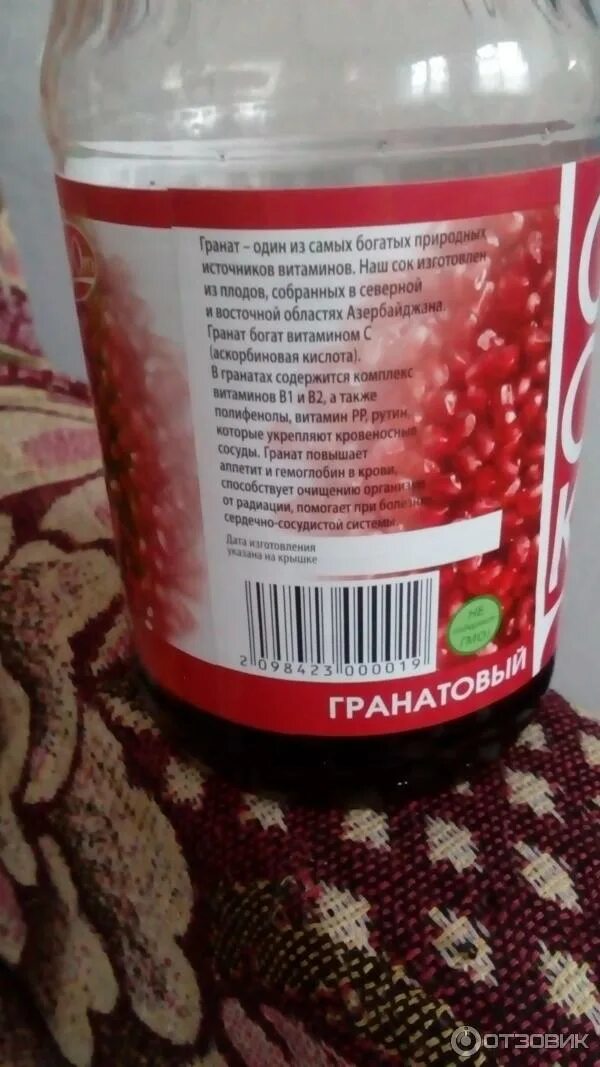 Гранат – один из самых богатых природных
источников витаминов. Наш сок изготовлен
из плодов, собранных в северной
и восточной областях Азербайджана.
Гранат богат витамином С
(аскорбиновая кислота).
В гранатах содержится комплекс
витаминов В1 и В2, а также
полифенолы, витамин РР, рутин,
которые укрепляют кровеносные
сосуды. Гранат повышает
аппетит и гемоглобин в крови,
способствует очищению организма
от радиации, помогает при болезнях
сердечно-сосудистой системы.
Дата изготовления
указана на крышке
2 098423 000019
НЕ
ГМО!
ГРАНАТОВЫЙ
ОТЗОВИК